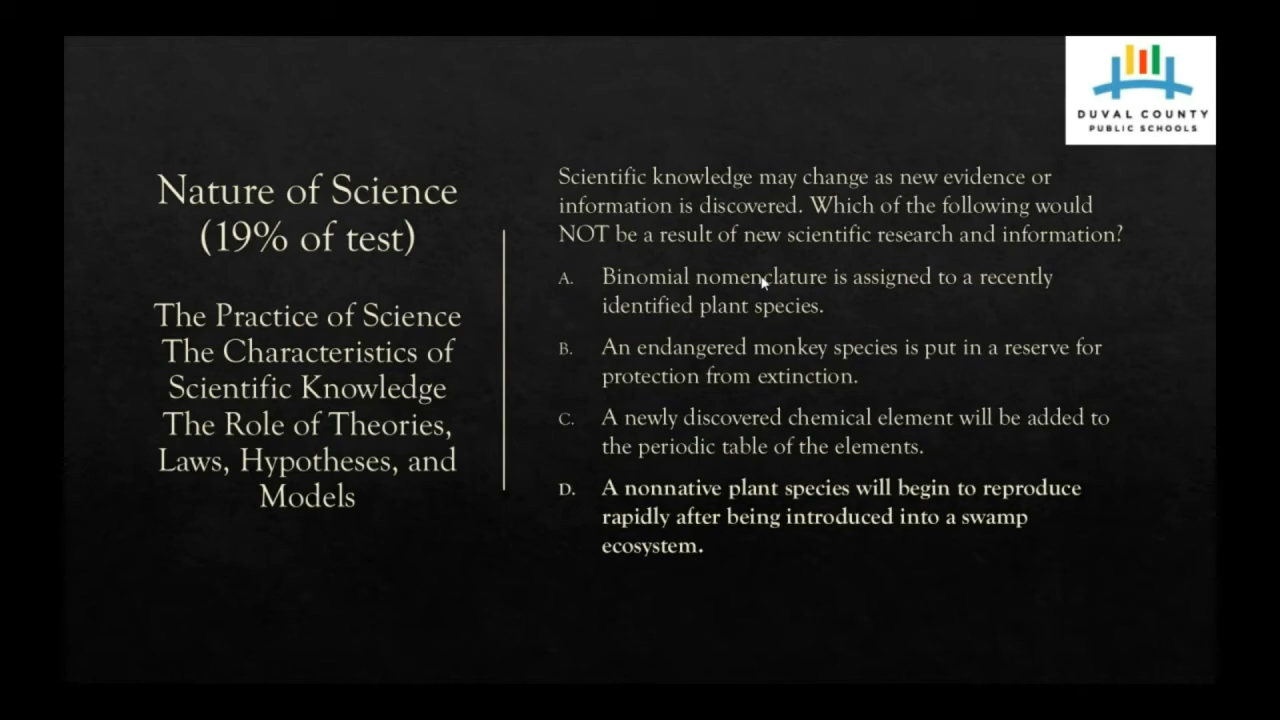 DUVAL COUNTY
PUBLIC SCHOOLS
Nature of Science
(19% of test)
The Practice of Science
The Characteristics of
Scientific Knowledge
The Role of Theories,
Laws, Hypotheses, and
Models
Scientific knowledge may change as new evidence or
information is discovered. Which of the following would
NOT be a result of new scientific research and information?
A. Binomial nomenclature is assigned to a recently
identified plant species.
B. An endangered monkey species is put in a reserve for
protection from extinction.
C. A newly discovered chemical element will be added to
the periodic table of the elements.
D. A nonnative plant species will begin to reproduce
rapidly after being introduced into a swamp
ecosystem.